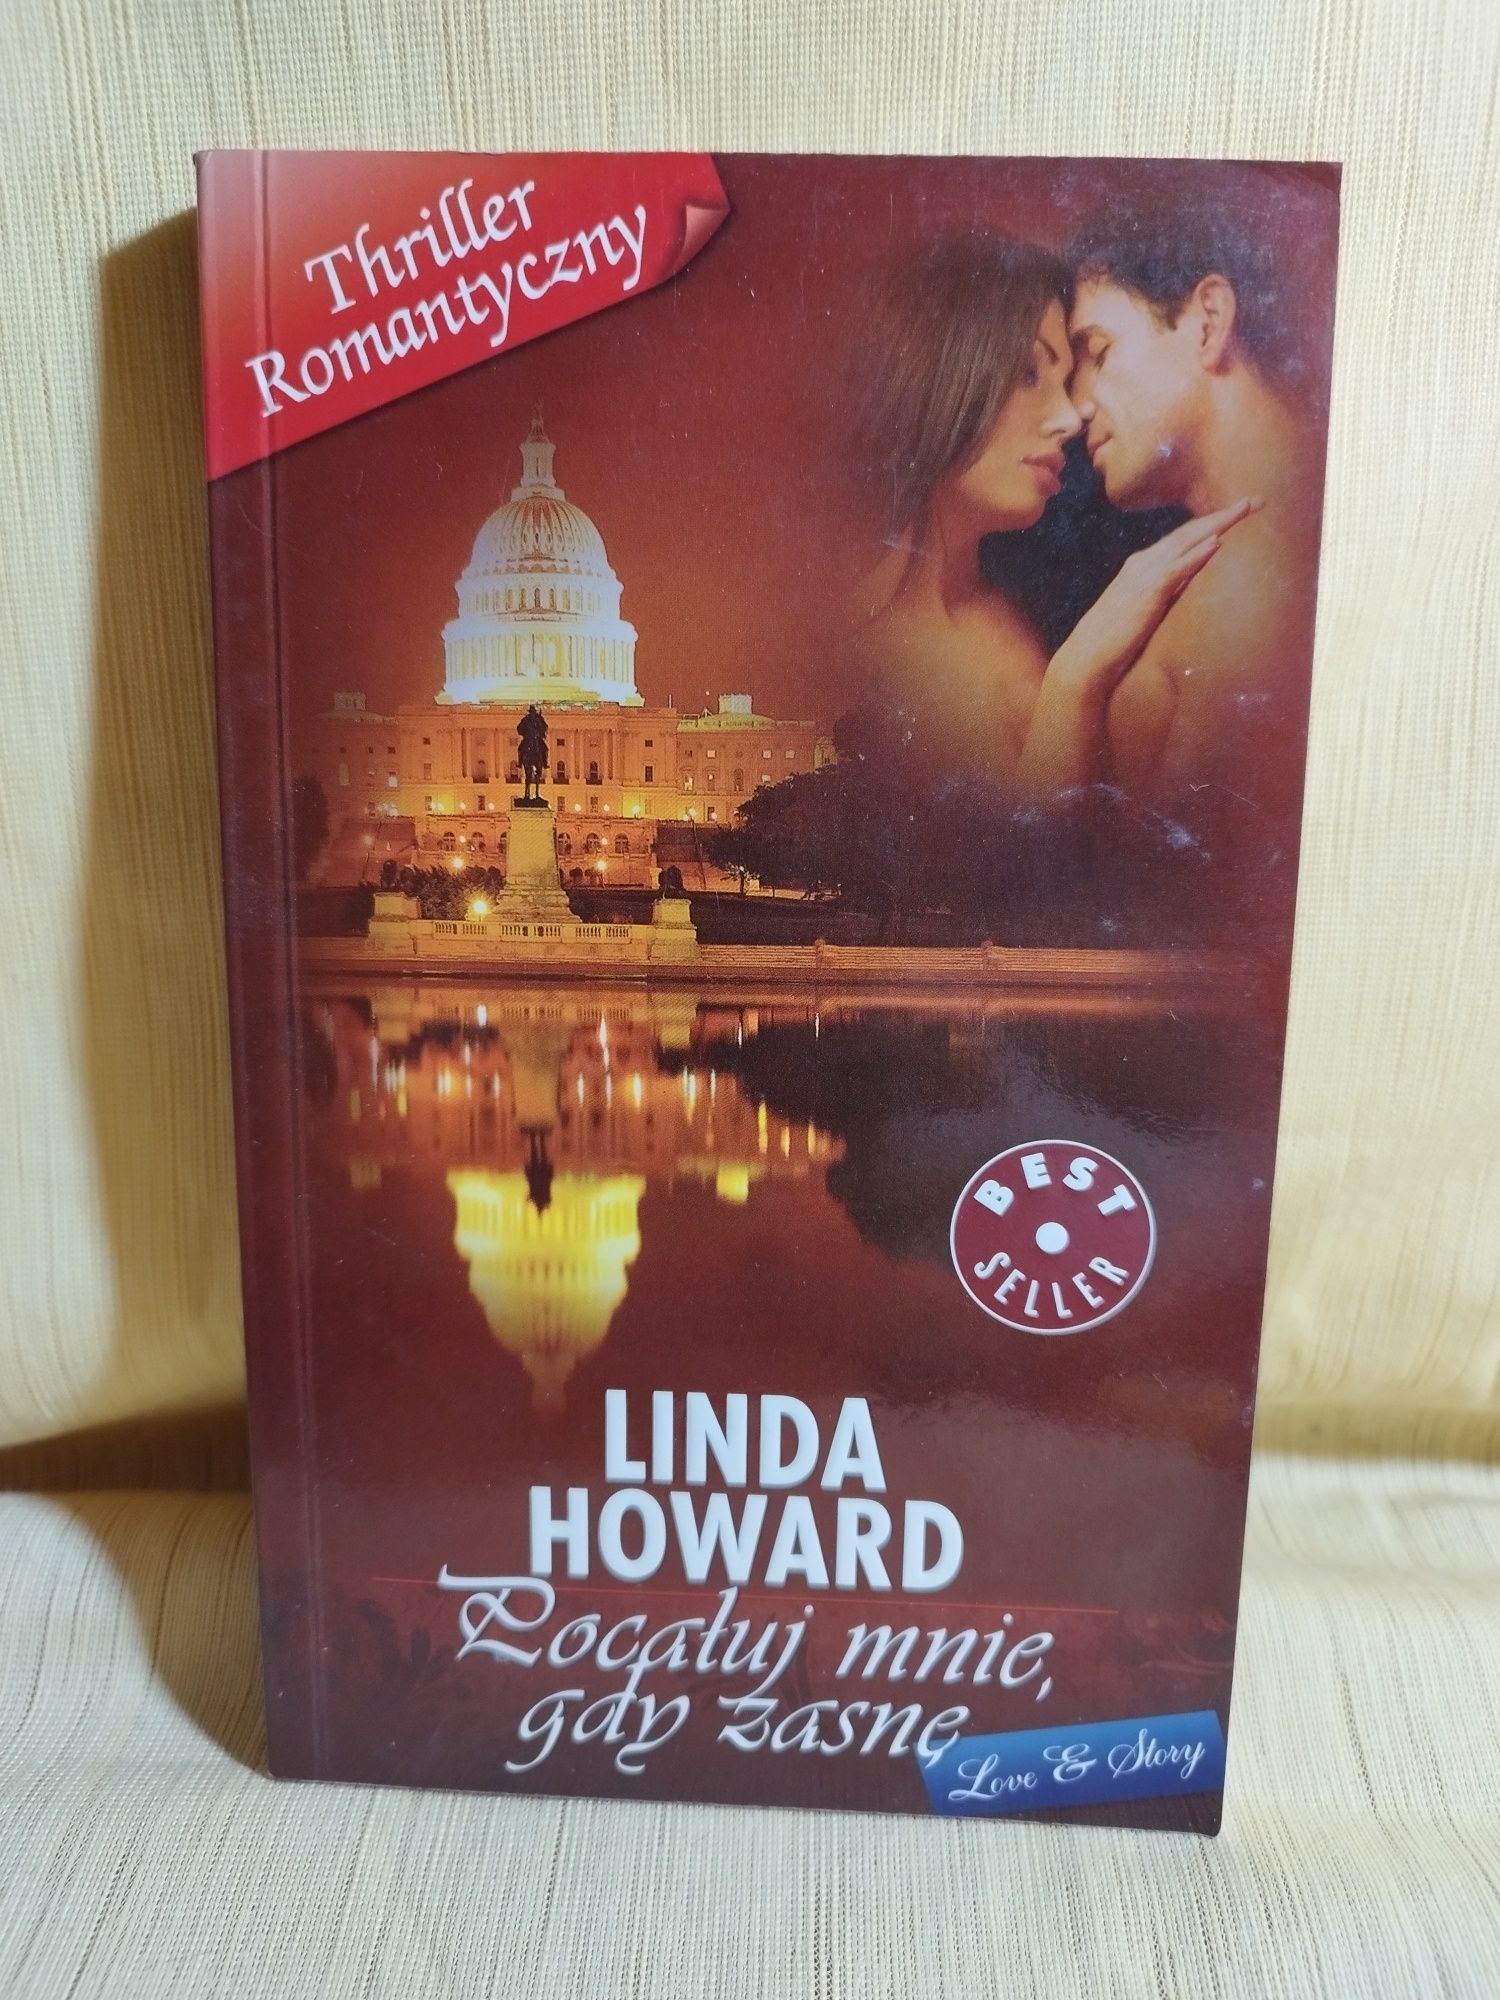 Thriller
Romantyczny
BEST
SELLER
LINDA
HOWARD
Pocałuj mnie,
gdy zasnę
Love & Story